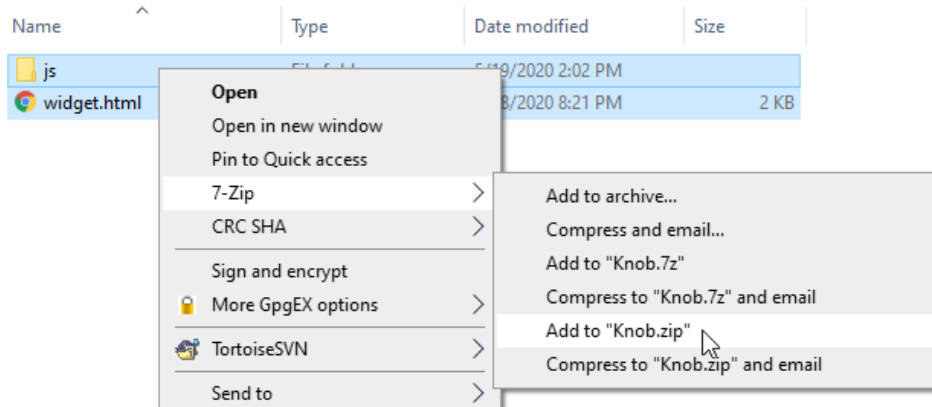 Name Type Date modified Size
js 2:02 PM
widget.html 8/2020 8:21 PM 2 KB
Open
Open in new window
Pin to Quick access
7-Zip
CRC SHA
Sign and encrypt
More GpgEX options
TortoiseSVN
Send to
Add to archive...
Compress and email...
Add to "Knob.7z"
Compress to "Knob.7z" and email
Add to "Knob.zip"
Compress to "Knob.zip" and email